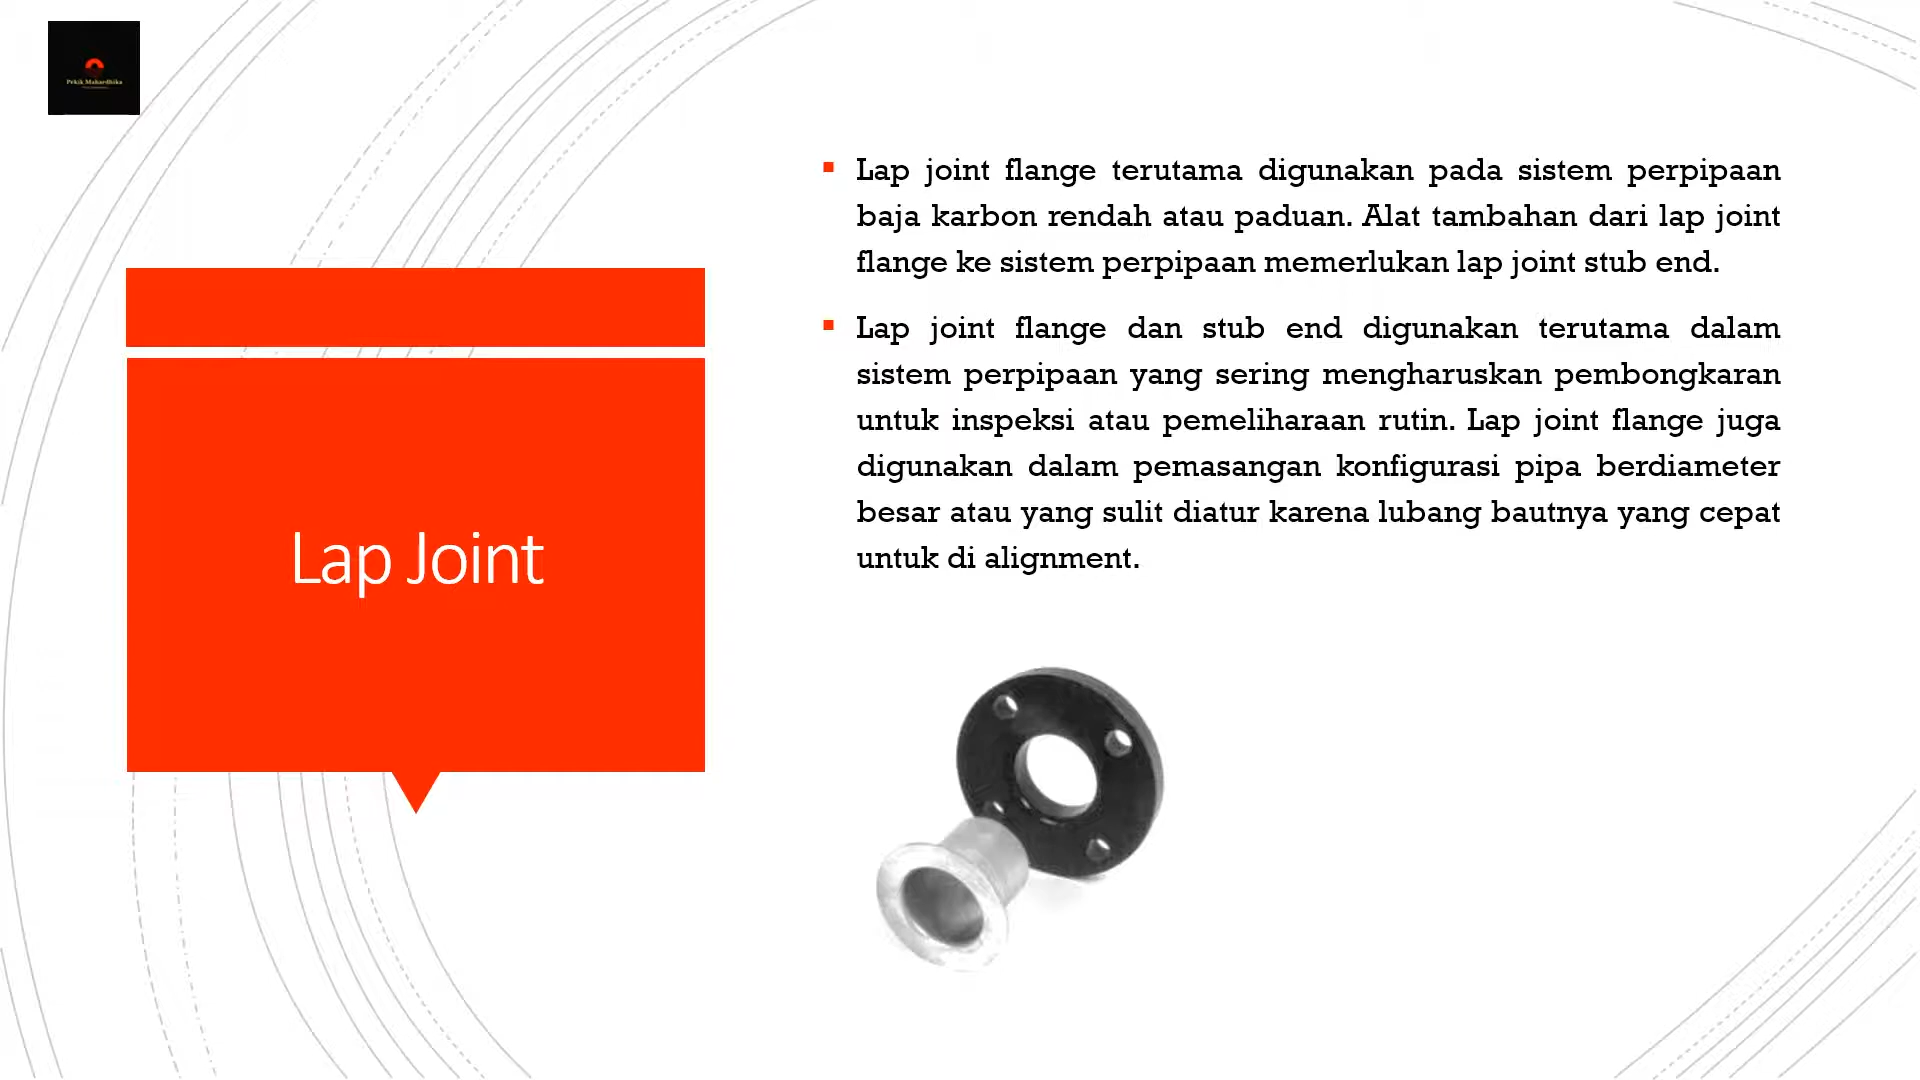 Pekik Mahardhika
Lap joint flange terutama digunakan pada sistem perpipaan
baja karbon rendah atau paduan. Alat tambahan dari lap joint
flange ke sistem perpipaan memerlukan lap joint stub end.
Lap joint flange dan stub end digunakan terutama dalam
sistem perpipaan yang sering mengharuskan pembongkaran
untuk inspeksi atau pemeliharaan rutin. Lap joint flange juga
digunakan dalam pemasangan konfigurasi pipa berdiameter
besar atau yang sulit diatur karena lubang bautnya yang cepat
untuk di alignment.
Lap Joint